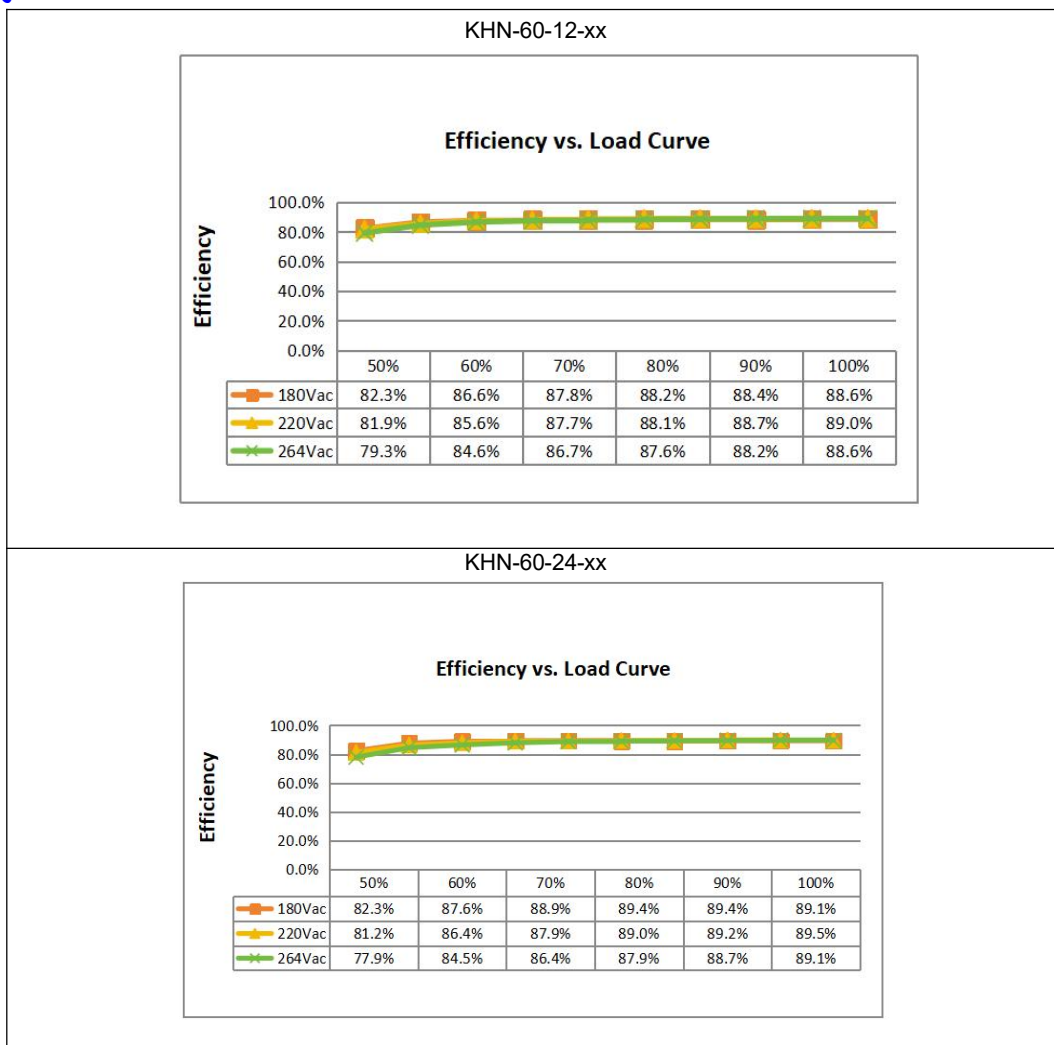 KHN-60-12-xx
Efficiency vs. Load Curve
Efficiency
100.0%
80.0%
60.0%
40.0%
20.0%
0.0%
50% 60% 70% 80% 90% 100%
180Vac 82.3% 86.6% 87.8% 88.2% 88.4% 88.6%
220Vac 81.9% 85.6% 87.7% 88.1% 88.7% 89.0%
264Vac 79.3% 84.6% 86.7% 87.6% 88.2% 88.6%
KHN-60-24-xx
Efficiency vs. Load Curve
Efficiency
100.0%
80.0%
60.0%
40.0%
20.0%
0.0%
50% 60% 70% 80% 90% 100%
180Vac 82.3% 87.6% 88.9% 89.4% 89.4% 89.1%
220Vac 81.2% 86.4% 87.9% 89.0% 89.2% 89.5%
264Vac 77.9% 84.5% 86.4% 87.9% 88.7% 89.1%